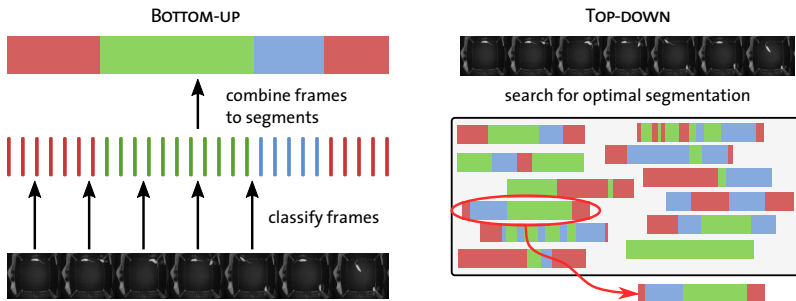 BOTTOM-UP
combine frames
to segments
classify frames
TOP-DOWN
search for optimal segmentation